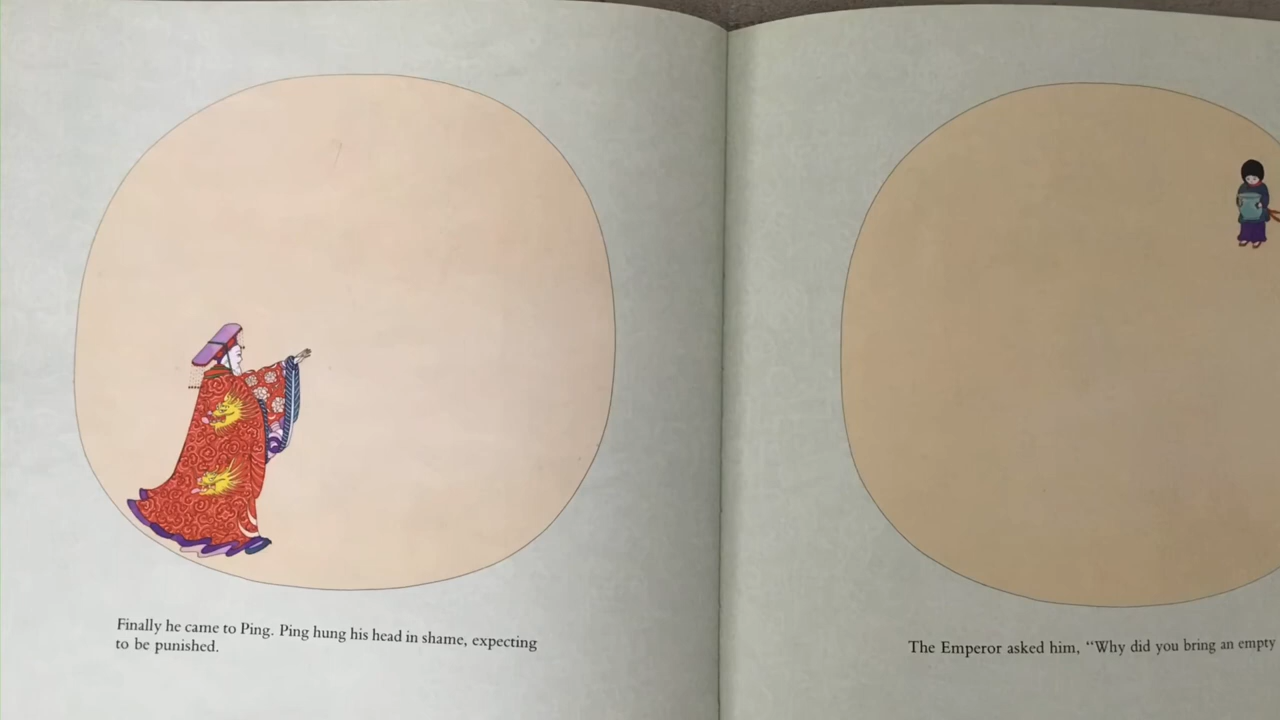 Finally he came to Ping. Ping hung his head in shame, expecting
to be punished.
The Emperor asked him, “Why did you bring an empty